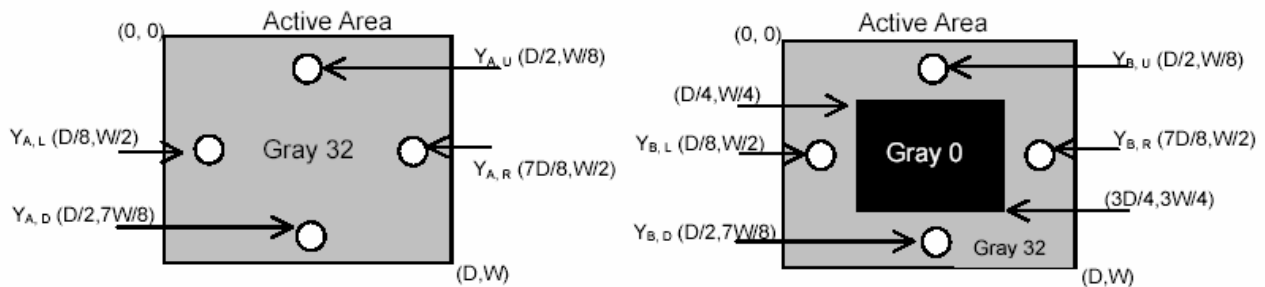 Active Area
(0, 0)
Y_A, U (D/2,W/8)
Y_A, L (D/8,W/2)
Gray 32
Y_A, R (7D/8,W/2)
Y_A, D (D/2,7W/8)
(D,W)
Active Area
(0, 0)
Y_B, U (D/2,W/8)
(D/4,W/4)
Y_B, L (D/8,W/2)
Gray 0
Y_B, R (7D/8,W/2)
(3D/4,3W/4)
Y_B, D (D/2,7W/8)
Gray 32
(D,W)